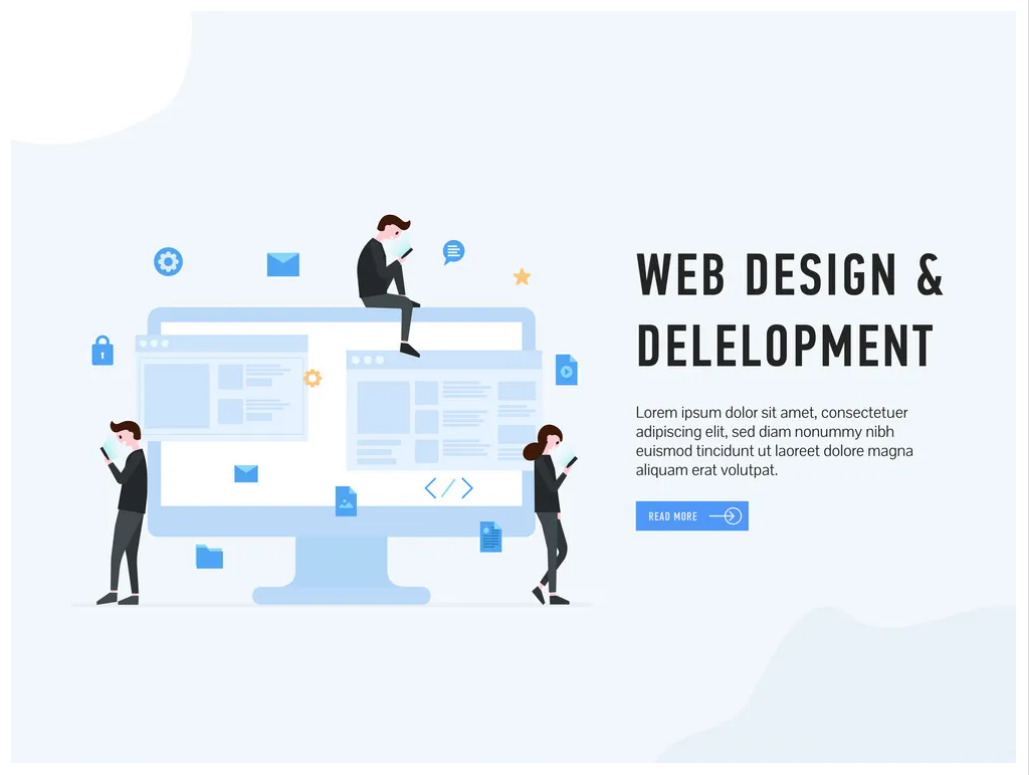 WEB DESIGN &
DELELOPMENT
Lorem ipsum dolor sit amet, consectetuer
adipiscing elit, sed diam nonummy nibh
euismod tincidunt ut laoreet dolore magna
aliquam erat volutpat.
READ MORE